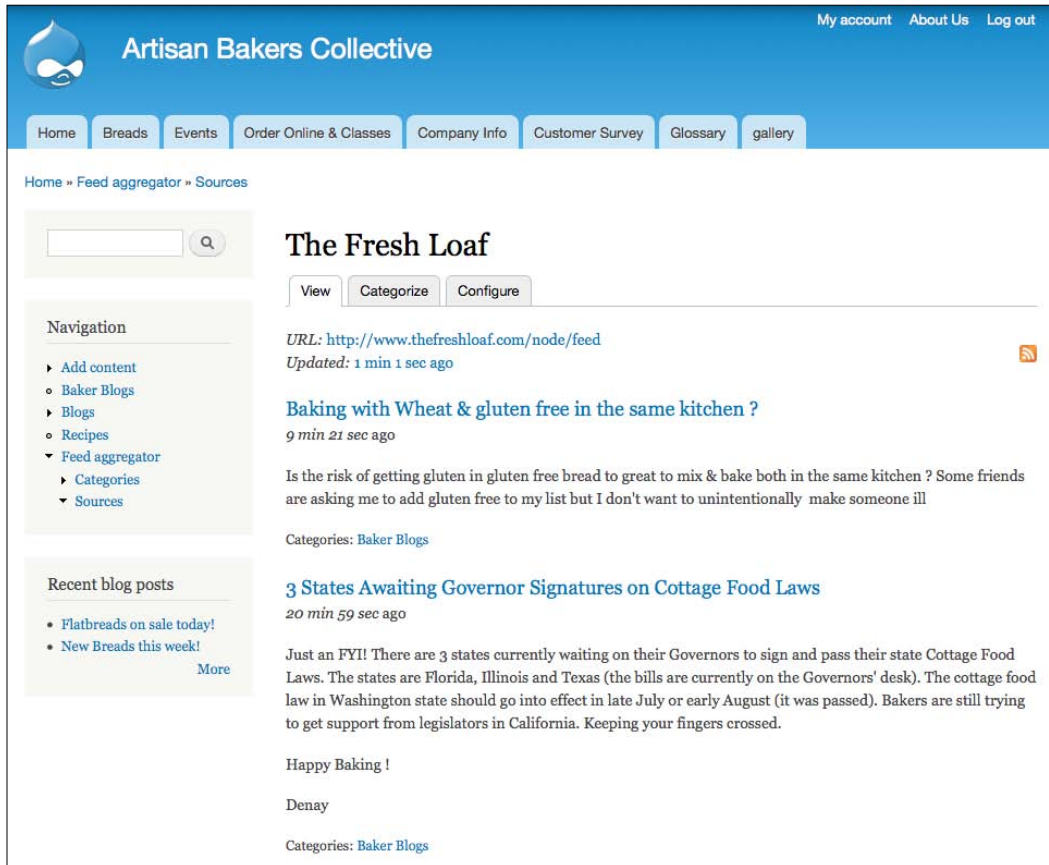 My account About Us Log out
Artisan Bakers Collective
Home Breads Events Order Online & Classes Company Info Customer Survey Glossary gallery
Home » Feed aggregator » Sources
Navigation
Add content
Baker Blogs
Blogs
Recipes
Feed aggregator
Categories
Sources
Recent blog posts
Flatbreads on sale today!
New Breads this week!
More
The Fresh Loaf
View Categorize Configure
URL: http://www.thefreshloaf.com/node/feed
Updated: 1 min 1 sec ago
Baking with Wheat & gluten free in the same kitchen ?
9 min 21 sec ago
Is the risk of getting gluten in gluten free bread to great to mix & bake both in the same kitchen ? Some friends
are asking me to add gluten free to my list but I don't want to unintentionally make someone ill
Categories: Baker Blogs
3 States Awaiting Governor Signatures on Cottage Food Laws
20 min 59 sec ago
Just an FYI! There are 3 states currently waiting on their Governors to sign and pass their state Cottage Food
Laws. The states are Florida, Illinois and Texas (the bills are currently on the Governors' desk). The cottage food
law in Washington state should go into effect in late July or early August (it was passed). Bakers are still trying
to get support from legislators in California. Keeping your fingers crossed.
Happy Baking !
Denay
Categories: Baker Blogs